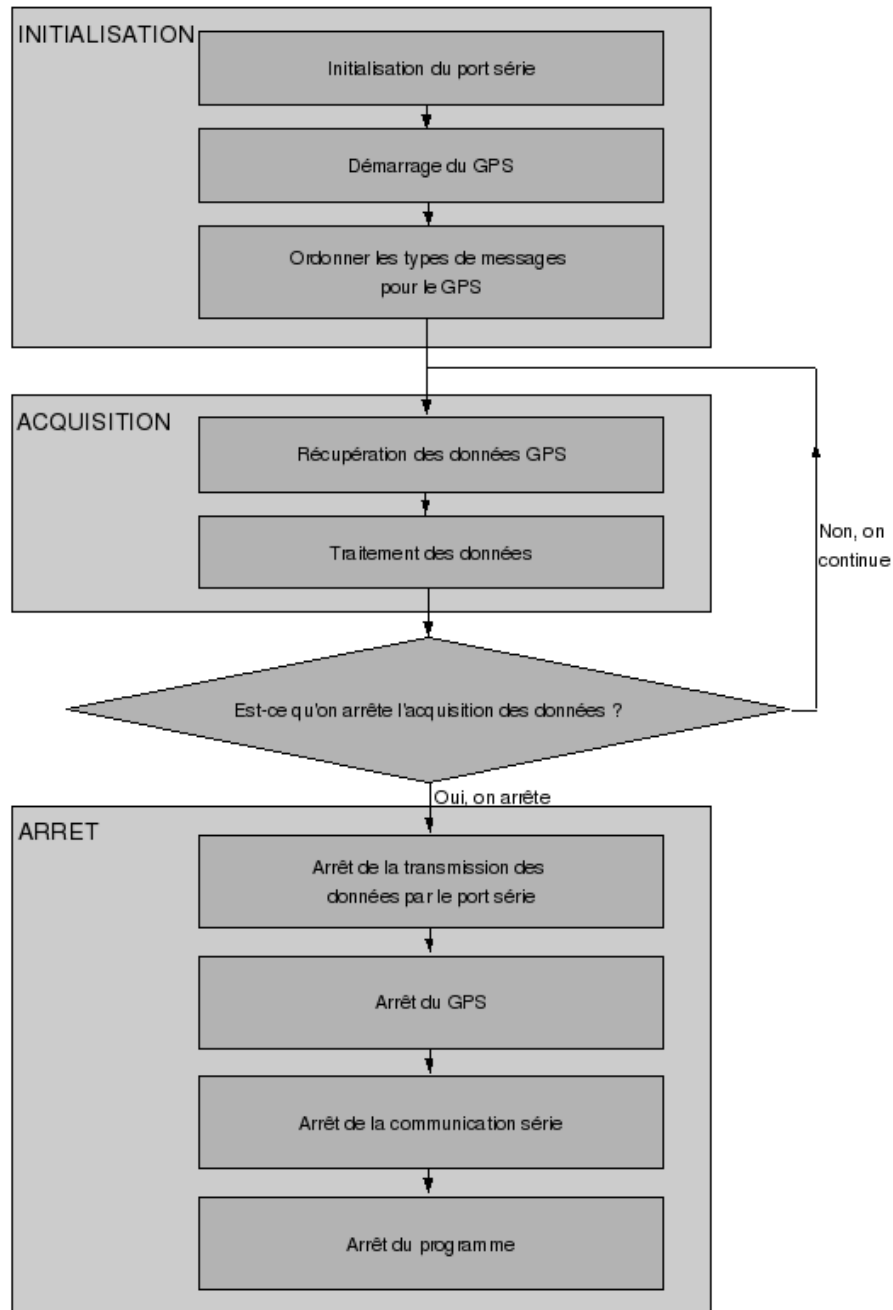 INITIALISATION
Initialisation du port série
Démarrage du GPS
Ordonner les types de messages
pour le GPS
ACQUISITION
Récupération des données GPS
Traitement des données
Non, on
continue
Est-ce qu'on arrête l'acquisition des données ?
Oui, on arrête
ARRET
Arrêt de la transmission des
données par le port série
Arrêt du GPS
Arrêt de la communication série
Arrêt du programme